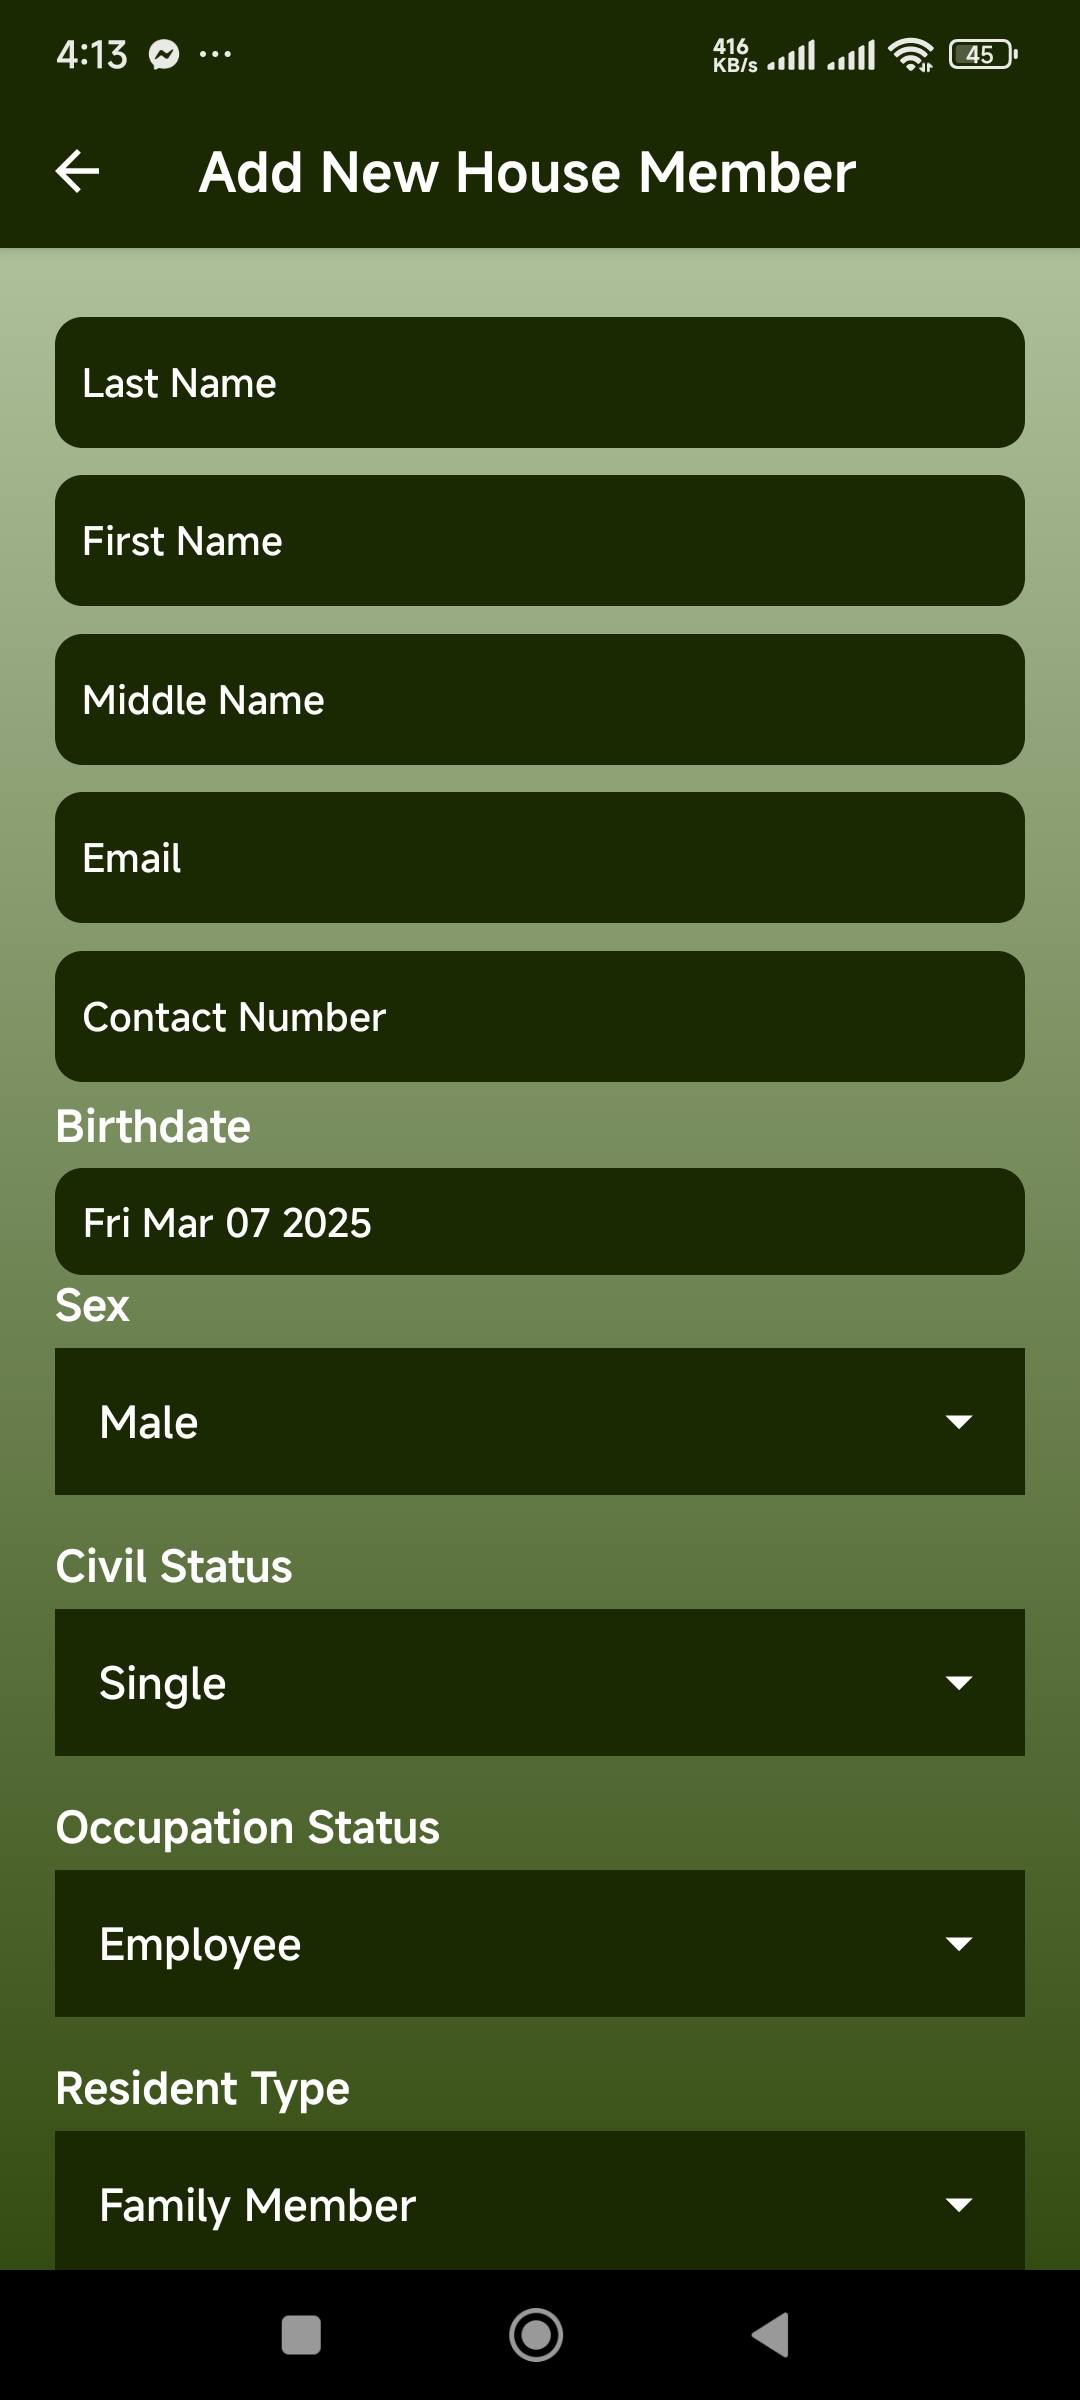 4:13 ... 416 KB/s 45
Add New House Member
Last Name
First Name
Middle Name
Email
Contact Number
Birthdate
Fri Mar 07 2025
Sex
Male
Civil Status
Single
Occupation Status
Employee
Resident Type
Family Member